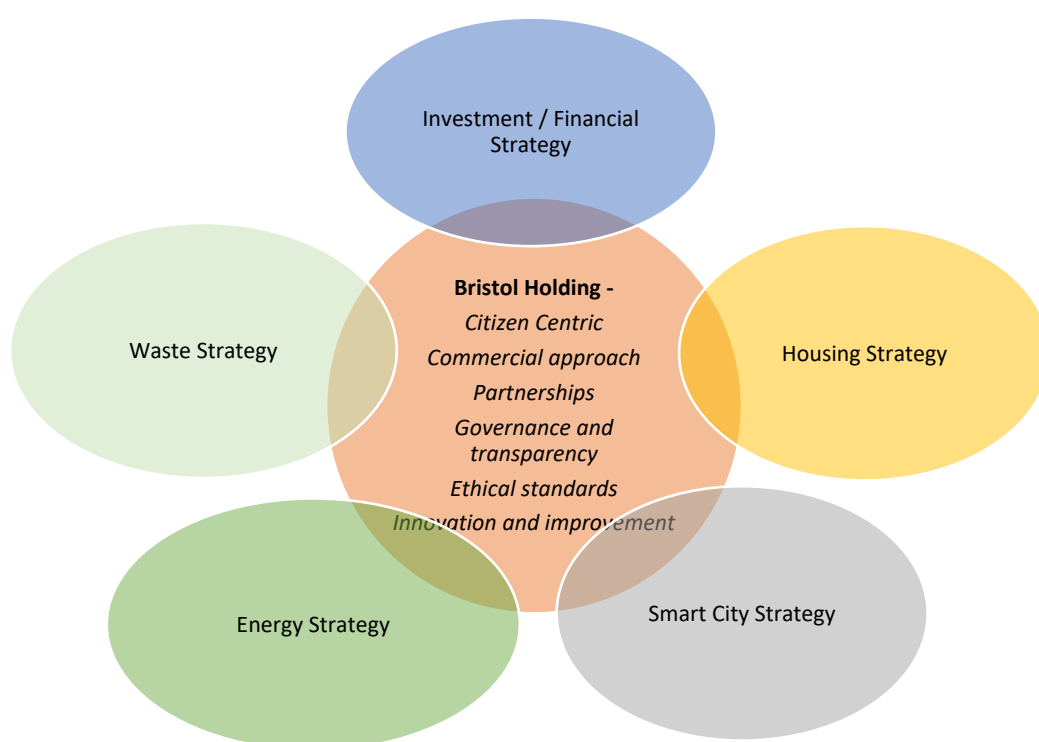 Investment / Financial
Strategy
Bristol Holding -
Citizen Centric
Commercial approach
Partnerships
Governance and
transparency
Ethical standards
Innovation and improvement
Waste Strategy
Housing Strategy
Energy Strategy
Smart City Strategy